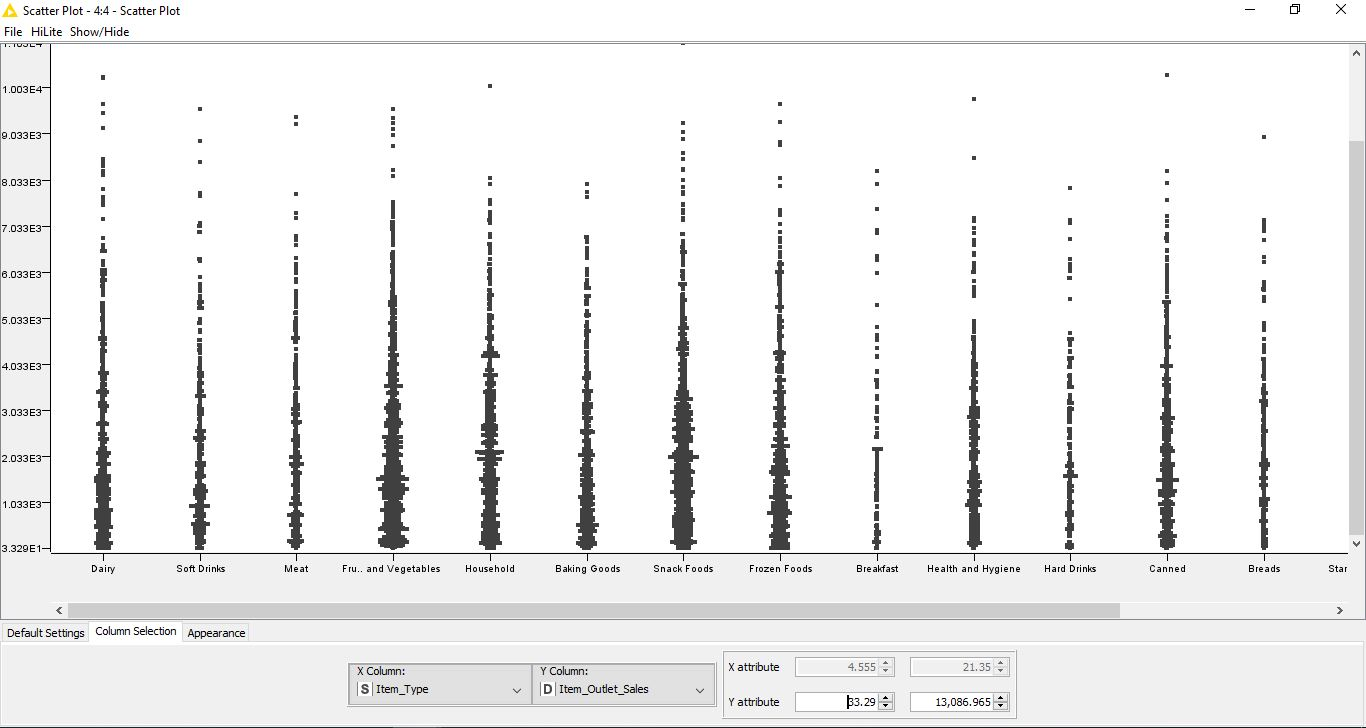 Scatter Plot - 4:4 - Scatter Plot
File HiLite Show/Hide
1.003E4
9.033E3
8.033E3
7.033E3
6.033E3
5.033E3
4.033E3
3.033E3
2.033E3
1.033E3
3.329E1
Dairy Soft Drinks Meat Fru.. and Vegetables Household Baking Goods Snack Foods Frozen Foods Breakfast Health and Hygiene Hard Drinks Canned Breads Star
Default Settings Column Selection Appearance
X Column: Y Column:
S Item_Type D Item_Outlet_Sales
X attribute 4.555 21.35
Y attribute 33.29 13,086.965